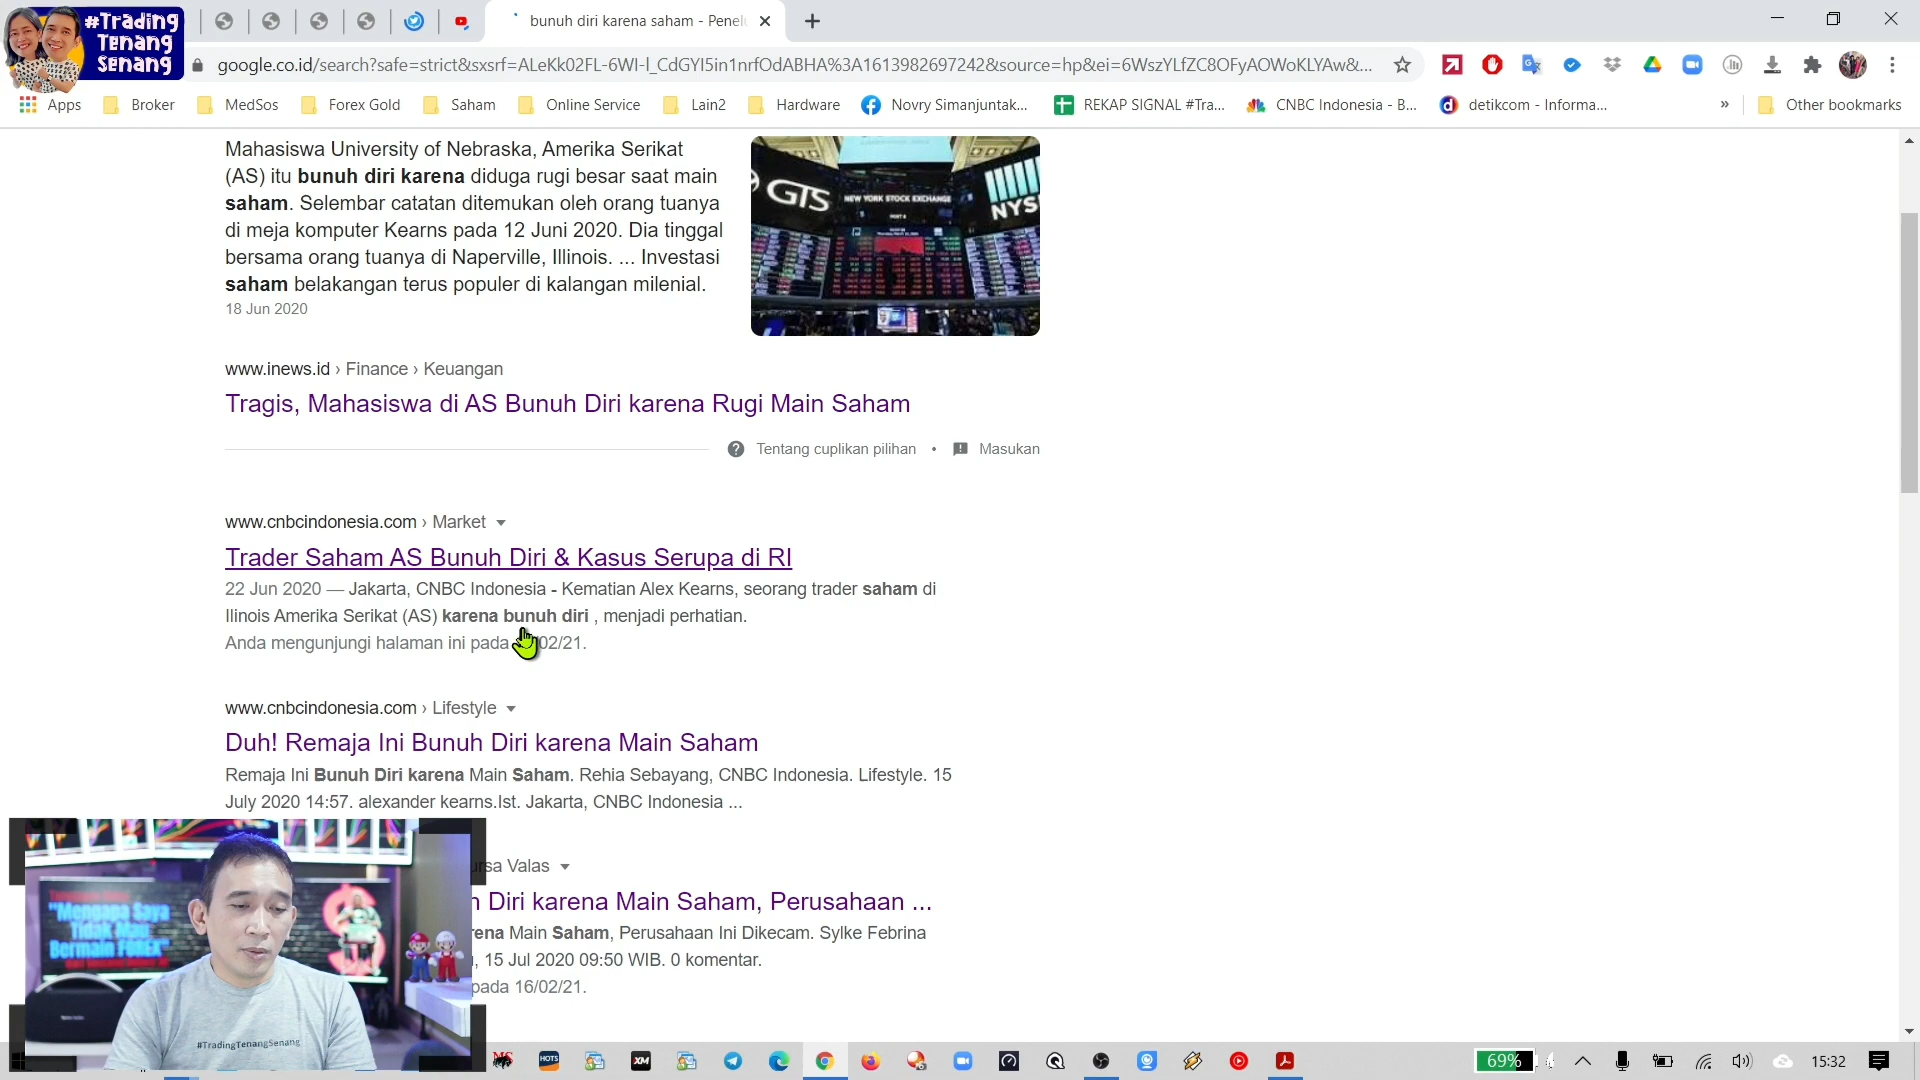 #Trading
Tenang
Senang
bunuh diri karena saham - Penel
google.co.id/search?safe=strict&sxsrf=ALeKk02FL-6WI-l_CdGYI5in1nrfOdABHA%3A1613982697242&source=hp&ei=6WszYLfZC8OFyAOWoKLYAw&...
Apps
Broker
MedSos
Forex Gold
Saham
Online Service
Lain2
Hardware
Novry Simanjuntak...
REKAP SIGNAL #Tra...
CNBC Indonesia - B...
detikcom - Informa...
»
Other bookmarks
Mahasiswa University of Nebraska, Amerika Serikat
(AS) itu bunuh diri karena diduga rugi besar saat main
saham. Selembar catatan ditemukan oleh orang tuanya
di meja komputer Kearns pada 12 Juni 2020. Dia tinggal
bersama orang tuanya di Naperville, Illinois. ... Investasi
saham belakangan terus populer di kalangan milenial.
18 Jun 2020
GTS
NEW YORK STOCK EXCHANGE
NYS
www.inews.id › Finance › Keuangan
Tragis, Mahasiswa di AS Bunuh Diri karena Rugi Main Saham
Tentang cuplikan pilihan • Masukan
www.cnbcindonesia.com › Market
Trader Saham AS Bunuh Diri & Kasus Serupa di RI
22 Jun 2020 — Jakarta, CNBC Indonesia - Kematian Alex Kearns, seorang trader saham di
Ilinois Amerika Serikat (AS) karena bunuh diri , menjadi perhatian.
Anda mengunjungi halaman ini pada 02/21.
www.cnbcindonesia.com › Lifestyle
Duh! Remaja Ini Bunuh Diri karena Main Saham
Remaja Ini Bunuh Diri karena Main Saham. Rehia Sebayang, CNBC Indonesia. Lifestyle. 15
July 2020 14:57. alexander kearns.Ist. Jakarta, CNBC Indonesia ...
rsa Valas
Diri karena Main Saham, Perusahaan ...
rena Main Saham, Perusahaan Ini Dikecam. Sylke Febrina
, 15 Jul 2020 09:50 WIB. 0 komentar.
pada 16/02/21.
"Mengapa Saya
Tidak Mau
Bermain FOREX"
#TradingTenangSenang
HOTS
XM
69%
15:32